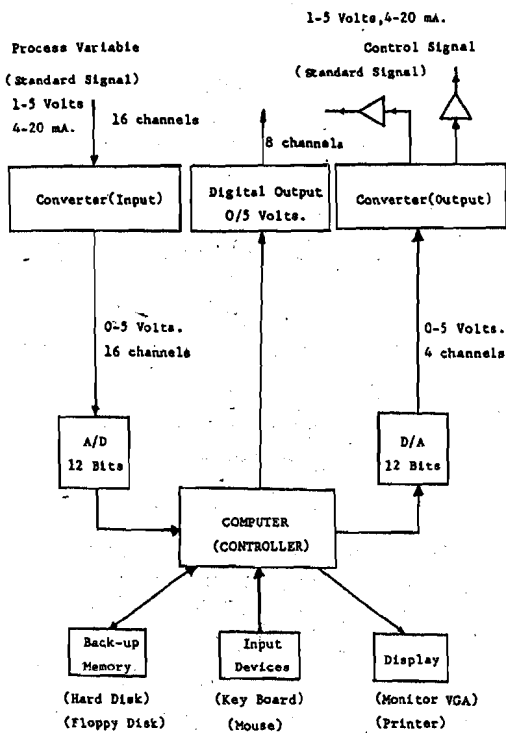 1-5 Volts,4-20 mA.
Process Variable
Control Signal
(Standard Signal)
(Standard Signal)
1-5 Volts
4-20 mA.
16 channels
8 channels
Converter(Input)
Digital Output
0/5 Volts.
Converter(Output)
0-5 Volts.
16 channels
0-5 Volts.
4 channels
A/D
12 Bits
D/A
12 Bits
COMPUTER
(CONTROLLER)
Back-up
Memory.
Input
Devices
Display
(Hard Disk)
(Floppy Disk)
(Key Board)
(Mouse)
(Monitor VGA)
(Printer)